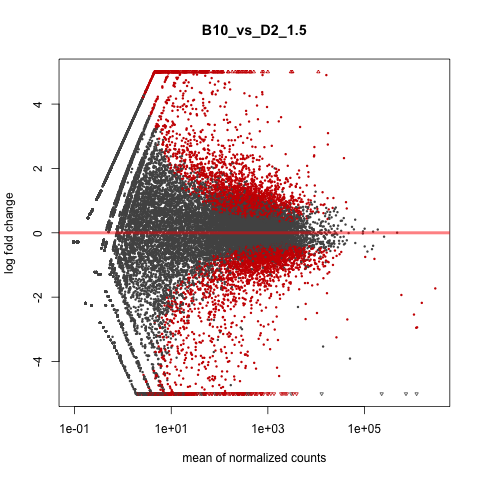 B10_vs_D2_1.5
log fold change
4
2
0
-2
-4
1e-01
1e+01
1e+03
1e+05
mean of normalized counts